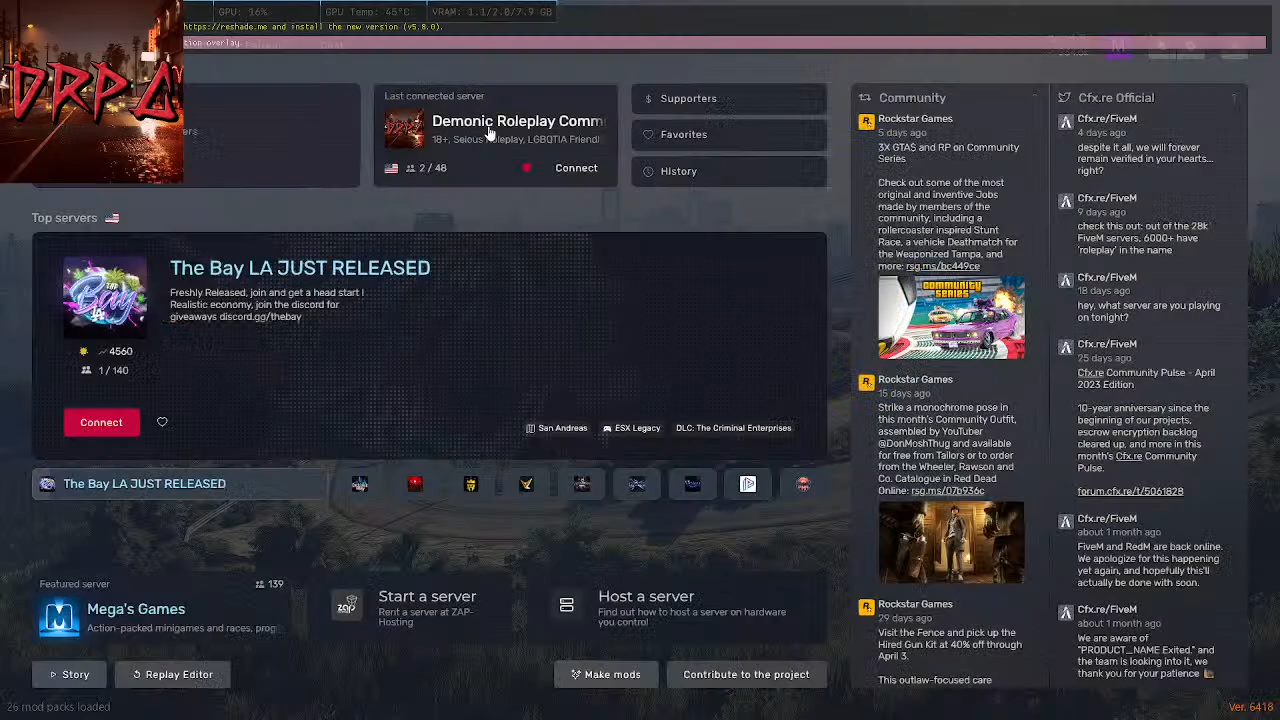 GPU: 16%
GPU Temp: 45°C
VRAM: 1.1/2.0/7.9 GB
https://reshade.me and install the new version (v5.8.0).
tion overlay.
DRPC
Last connected server
Demonic Roleplay Comm
18+, Seious Roleplay, LGBQTIA Friendl
2 / 48
Connect
Supporters
Favorites
History
Top servers
The Bay LA JUST RELEASED
Freshly Released, join and get a head start !
Realistic economy, join the discord for
giveaways discord.gg/thebay
4560
1 / 140
Connect
San Andreas
ESX Legacy
DLC: The Criminal Enterprises
The Bay LA JUST RELEASED
Featured server
139
Mega's Games
Action-packed minigames and races, prog
Start a server
Rent a server at ZAP-
Hosting
Host a server
Find out how to host a server on hardware
you control
Story
Replay Editor
Make mods
Contribute to the project
26 mod packs loaded
Community
Rockstar Games
5 days ago
3X GTA$ and RP on Community
Series
Check out some of the most
original and inventive Jobs
made by members of the
community, including a
rollercoaster inspired Stunt
Race, a vehicle Deathmatch for
the Weaponized Tampa, and
more: rsg.ms/bc449ce
COMMUNITY
SERIES
Rockstar Games
15 days ago
Strike a monochrome pose in
this month's Community Outfit,
assembled by YouTuber
@DonMoshThug and available
for free from Tailors or to order
from the Wheeler, Rawson and
Co. Catalogue in Red Dead
Online: rsg.ms/07b936c
Rockstar Games
29 days ago
Visit the Fence and pick up the
Hired Gun Kit at 40% off through
April 3.
This outlaw-focused care
Cfx.re Official
Cfx.re/FiveM
4 days ago
despite it all, we will forever
remain verified in your hearts...
right?
Cfx.re/FiveM
9 days ago
check this out: out of the 28k
FiveM servers, 6000+ have
'roleplay' in the name
Cfx.re/FiveM
18 days ago
hey, what server are you playing
on tonight?
Cfx.re/FiveM
25 days ago
Cfx.re Community Pulse - April
2023 Edition
10-year anniversary since the
beginning of our projects,
escrow encryption backlog
cleared up, and more in this
month's Cfx.re Community
Pulse.
forum.cfx.re/t/5061828
Cfx.re/FiveM
about 1 month ago
FiveM and RedM are back online.
We apologize for this happening
yet again, and hopefully this'll
actually be done with soon.
Cfx.re/FiveM
about 1 month ago
We are aware of
"PRODUCT_NAME Exited." and
the team is looking into it, we
thank you for your patience
Ver. 6418